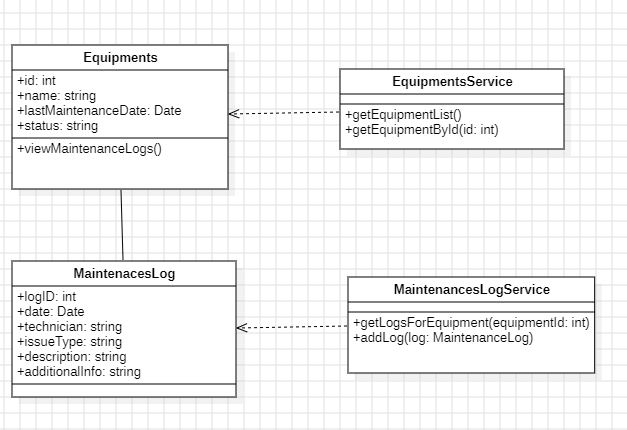 Equipments
+id: int
+name: string
+lastMaintenanceDate: Date
+status: string
+viewMaintenanceLogs()
EquipmentsService
+getEquipmentList()
+getEquipmentById(id: int)
MaintenacesLog
+logID: int
+date: Date
+technician: string
+issueType: string
+description: string
+additionalInfo: string
MaintenancesLogService
+getLogsForEquipment(equipmentId: int)
+addLog(log: MaintenanceLog)